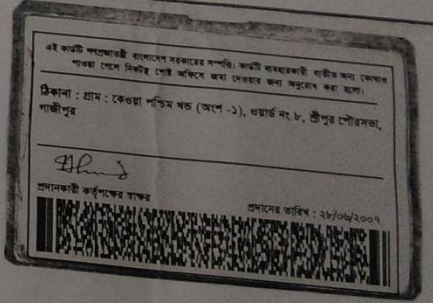 এই কার্ডটি গণপ্রজাতন্ত্রী বাংলাদেশ সরকারের সম্পত্তি। কার্ডটি ব্যবহারকারী ব্যতীত অন্য কোথাও
পাওয়া গেলে নিকটস্থ পোষ্ট অফিসে জমা দেওয়ার জন্য অনুরোধ করা হলো।
ঠিকানা : গ্রাম : কেওয়া পশ্চিম খন্ড (অংশ -১), ওয়ার্ড নং ৮, শ্রীপুর পৌরসভা,
গাজীপুর
প্রদানকারী কর্তৃপক্ষের স্বাক্ষর
প্রদানের তারিখ : ২৮/০৬/২০০৭